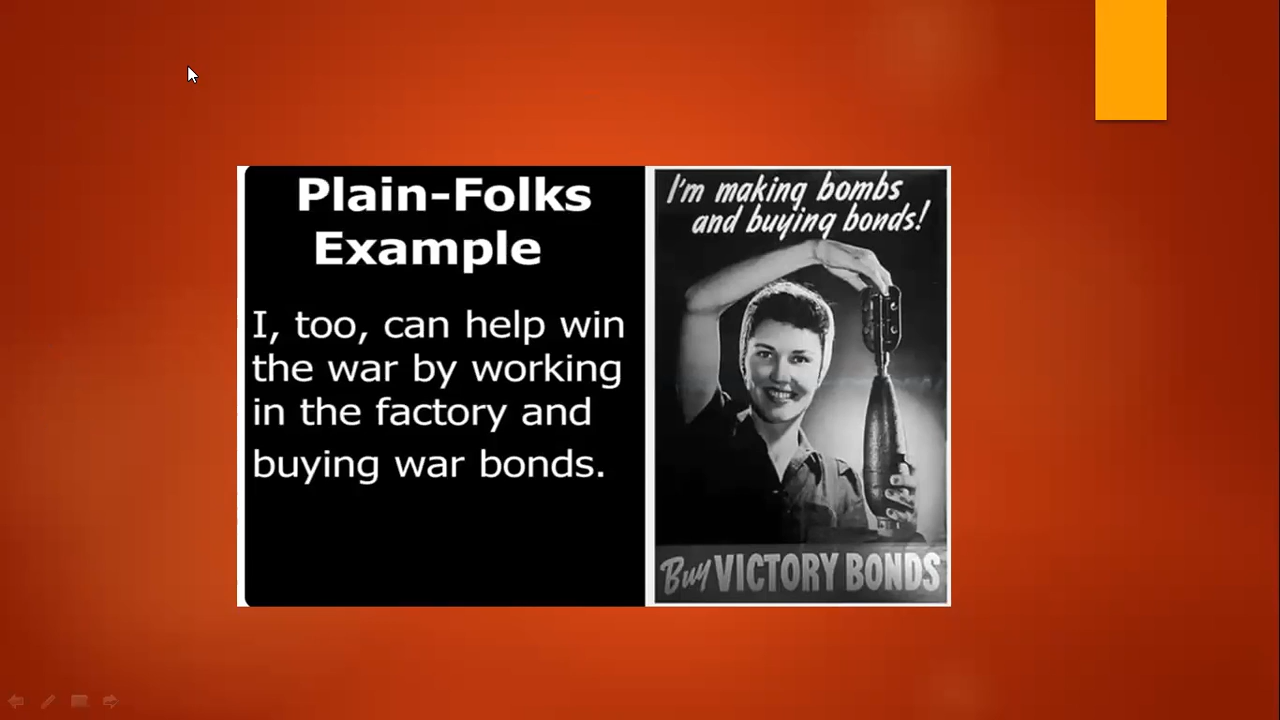 Plain-Folks
Example
I, too, can help win
the war by working
in the factory and
buying war bonds.
I'm making bombs
and buying bonds!
Buy VICTORY BONDS